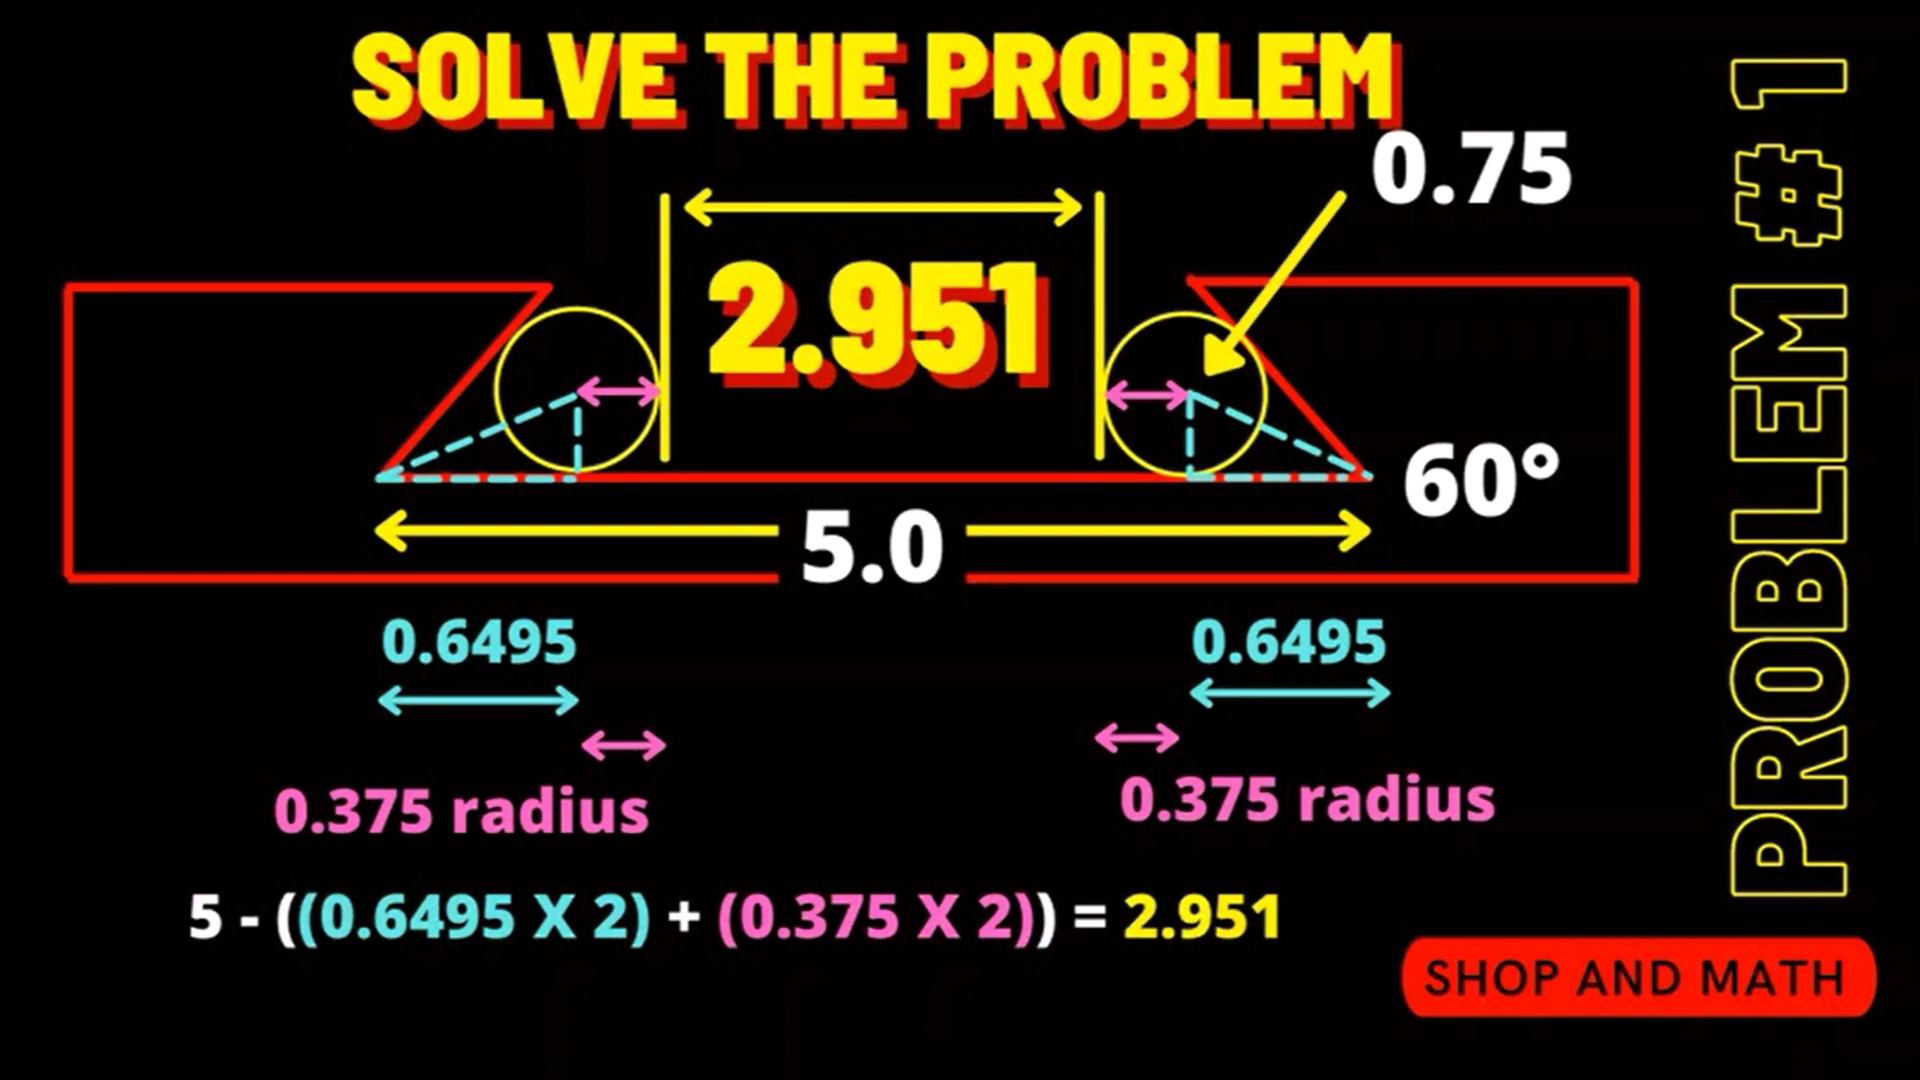 SOLVE THE PROBLEM
0.75
2.951
60°
5.0
0.6495
0.6495
0.375 radius
0.375 radius
5 - ((0.6495 X 2) + (0.375 X 2)) = 2.951
PROBLEM # 1
SHOP AND MATH